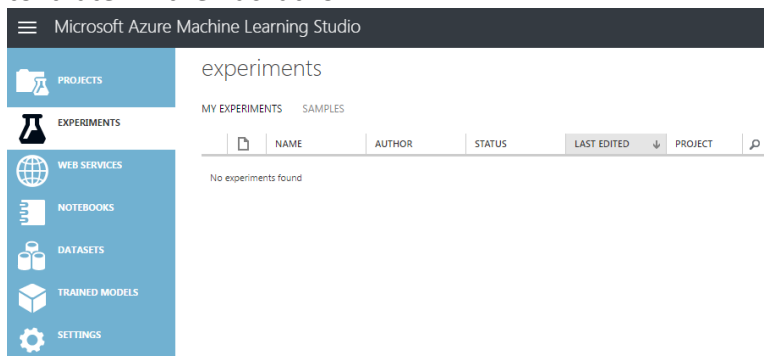 Microsoft Azure Machine Learning Studio
PROJECTS
EXPERIMENTS
WEB SERVICES
NOTEBOOKS
DATASETS
TRAINED MODELS
SETTINGS
experiments
MY EXPERIMENTS SAMPLES
NAME AUTHOR STATUS LAST EDITED PROJECT
No experiments found